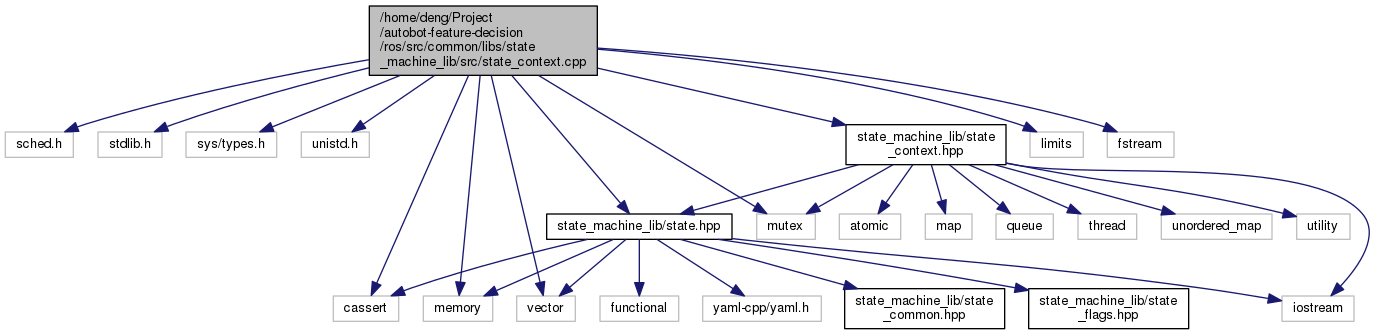 /home/deng/Project
/autobot-feature-decision
/ros/src/common/libs/state
_machine_lib/src/state_context.cpp
sched.h
stdlib.h
sys/types.h
unistd.h
state_machine_lib/state
_context.hpp
limits
fstream
state_machine_lib/state.hpp
mutex
atomic
map
queue
thread
unordered_map
utility
cassert
memory
vector
functional
yaml-cpp/yaml.h
state_machine_lib/state
_common.hpp
state_machine_lib/state
_flags.hpp
iostream